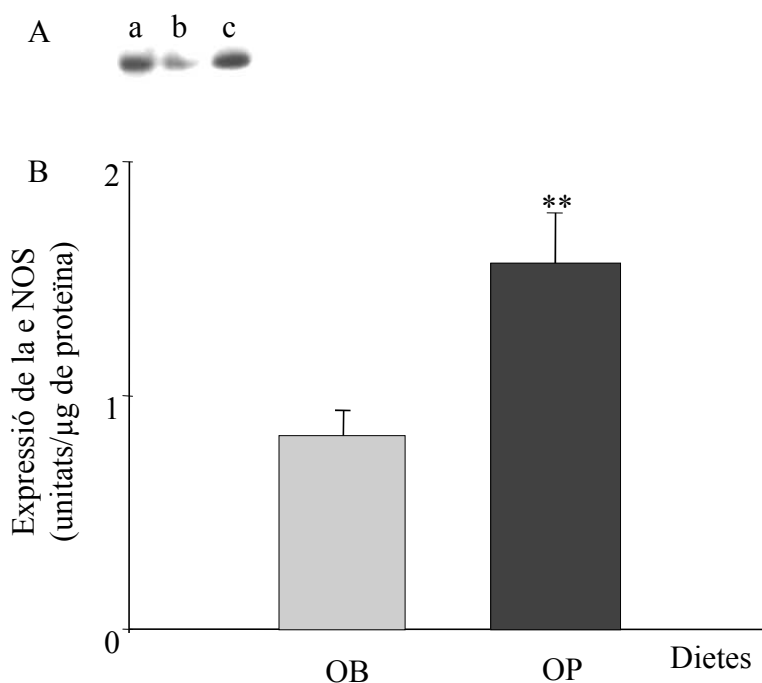 A
a b c
B
2
**
Expressió de la e NOS
(unitats/µg de proteïna)
1
0
OB
OP
Dietes